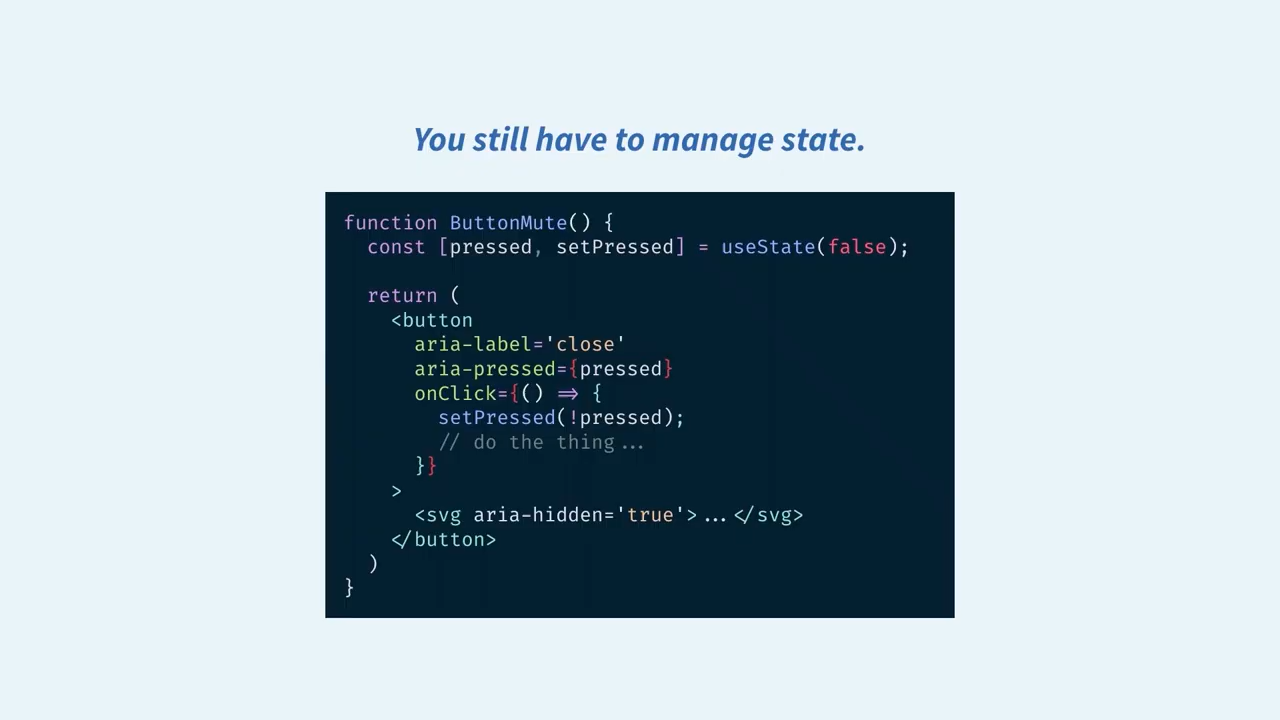 You still have to manage state.
function ButtonMute() {
  const [pressed, setPressed] = useState(false);
  return (
    <button
      aria-label='close'
      aria-pressed={pressed}
      onClick={() => {
        setPressed(!pressed);
        // do the thing...
      }}
    >
      <svg aria-hidden='true'>...</svg>
    </button>
  )
}